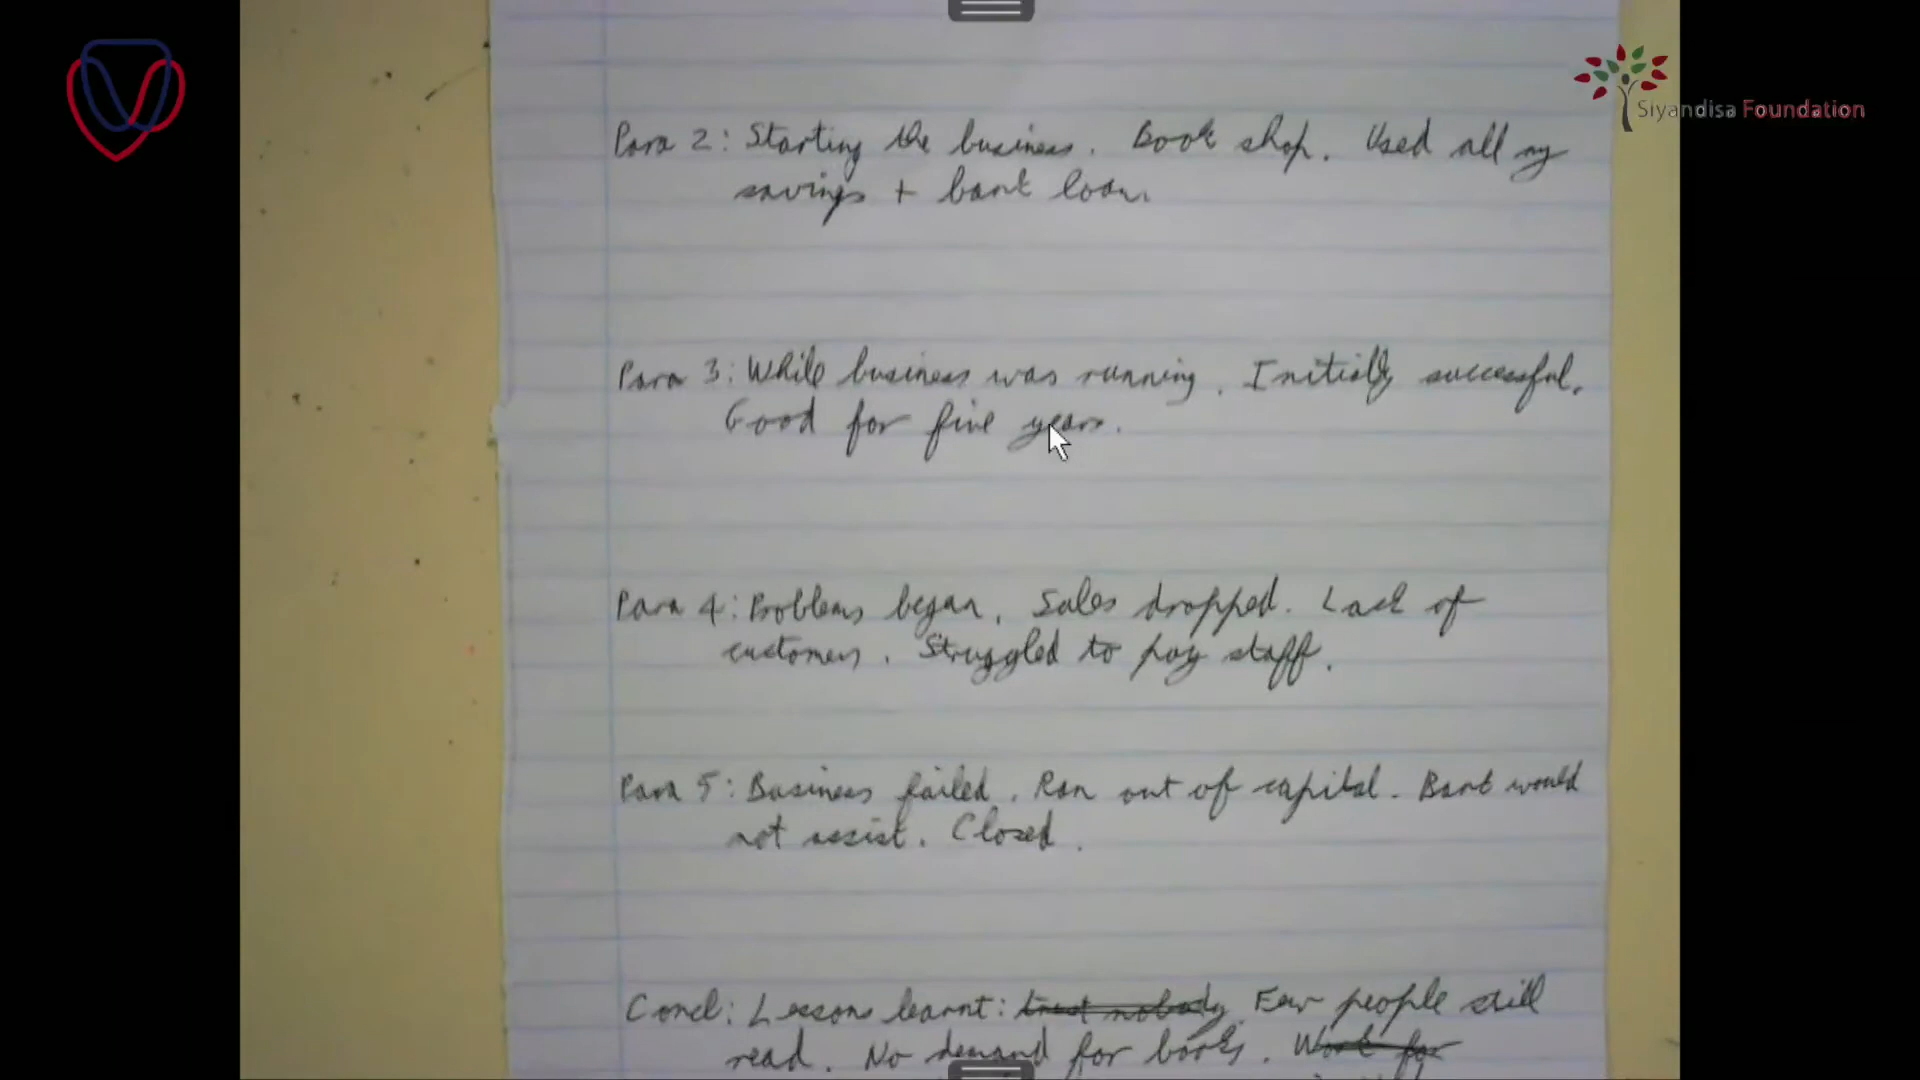 Siyandisa Foundation
Para 2: Starting the business. Book shop. Used all my
savings + bank loan.
Para 3: While business was running. Initially successful.
Good for five years.
Para 4: Problems began. Sales dropped. Lack of
customers. Struggled to pay staff.
Para 5: Business failed. Ran out of capital. Bank would
not assist. Closed.
Concl: Lessons learnt: trust nobody Few people still
read. No demand for books. Work for